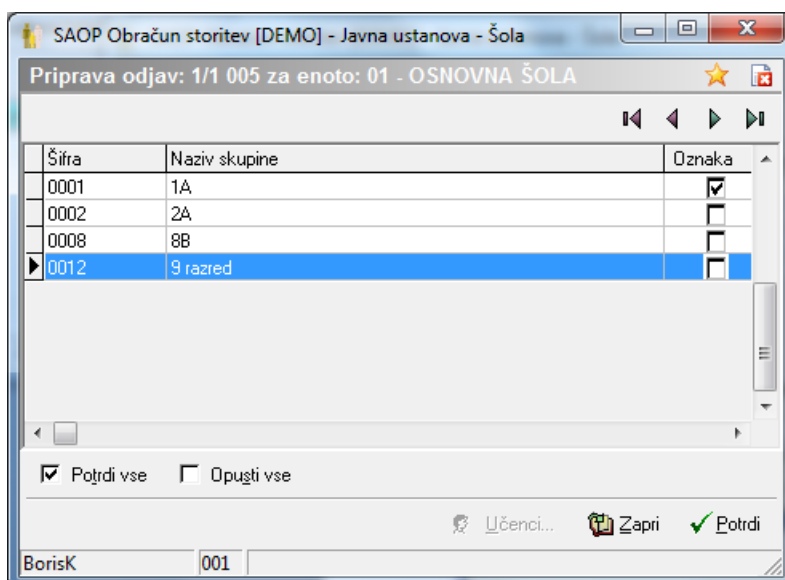 SAOP Obračun storitev [DEMO] - Javna ustanova - Šola
Priprava odjav: 1/1 005 za enoto: 01 - OSNOVNA ŠOLA
Šifra Naziv skupine Oznaka
0001 1A
0002 2A
0008 8B
0012 9 razred
Potrdi vse Opusti vse
Učenci... Zapri Potrdi
BorisK 001